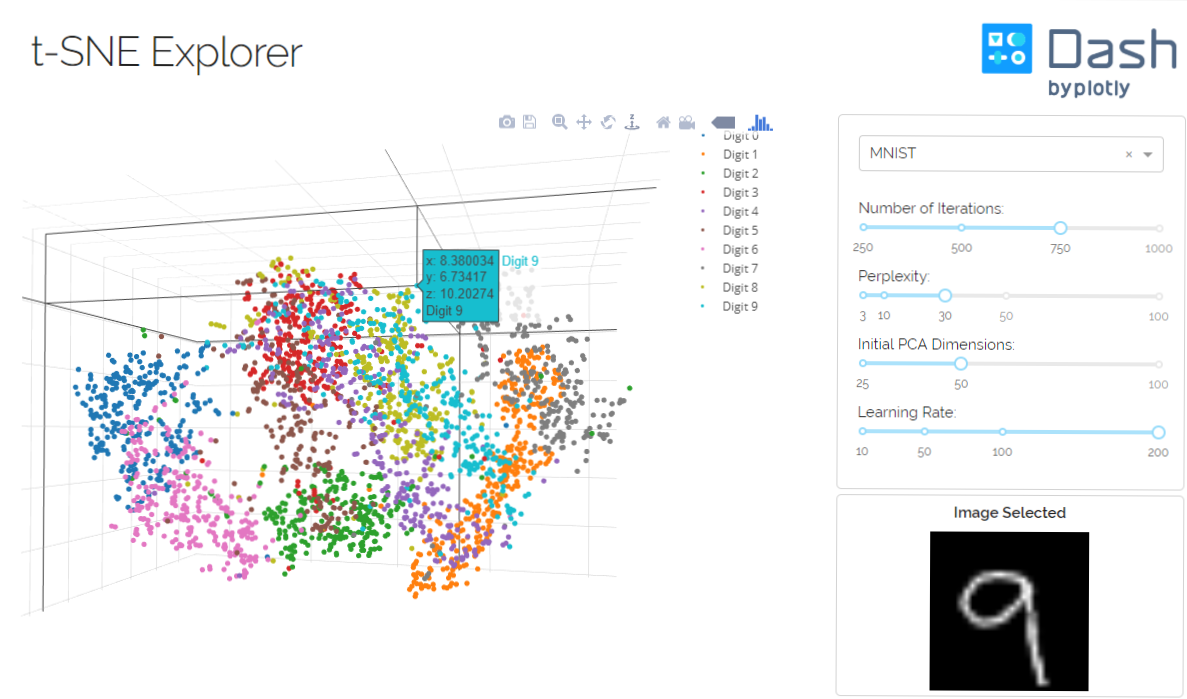 t-SNE Explorer
Dash
byplotly
Digit 0
Digit 1
Digit 2
Digit 3
Digit 4
Digit 5
Digit 6
Digit 7
Digit 8
Digit 9
x: 8.380034
y: 6.73417
z: 10.20274
Digit 9
Digit 9
MNIST
Number of Iterations:
250 500 750 1000
Perplexity:
3 10 30 50 100
Initial PCA Dimensions:
25 50 100
Learning Rate:
10 50 100 200
Image Selected
9